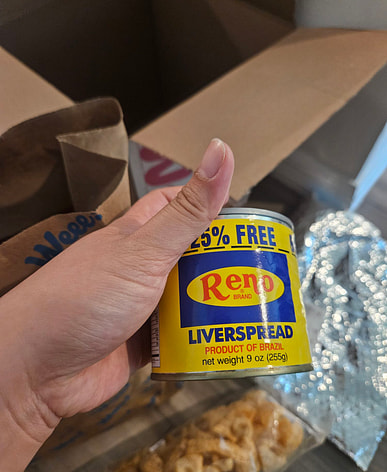 25% FREE
Reno
®
BRAND
LIVERSPREAD
PRODUCT OF BRAZIL
net weight 9 oz (255g)